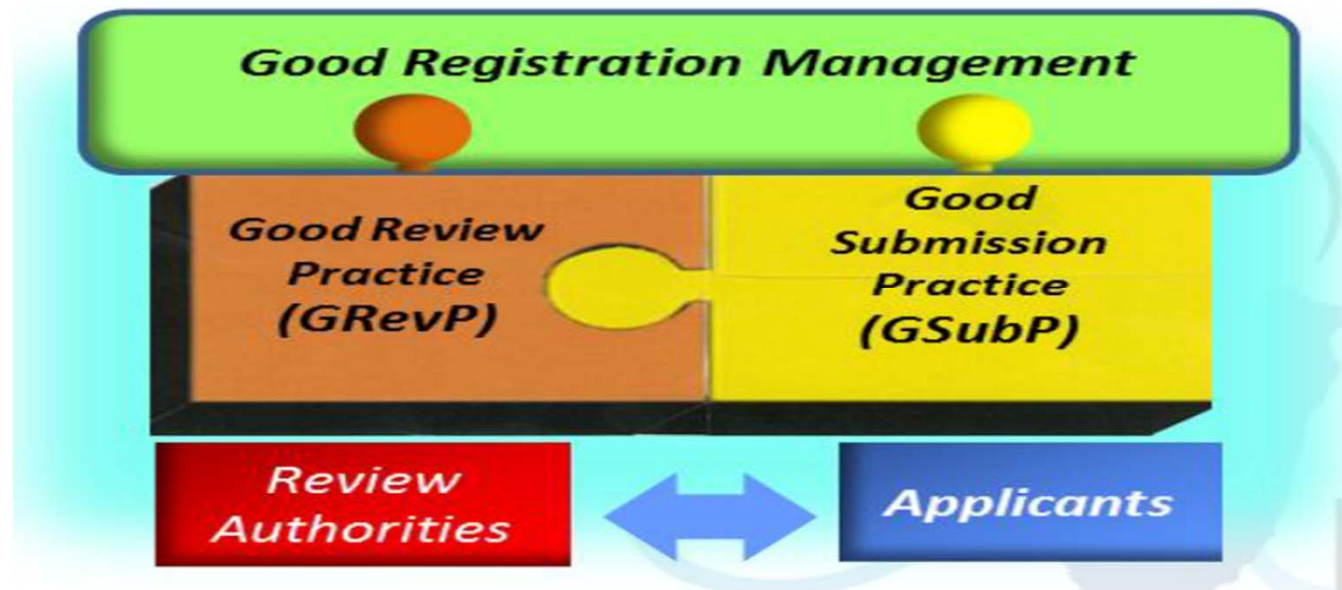 Good Registration Management
Good Review
Practice
(GRevP)
Good
Submission
Practice
(GSubP)
Review
Authorities
Applicants